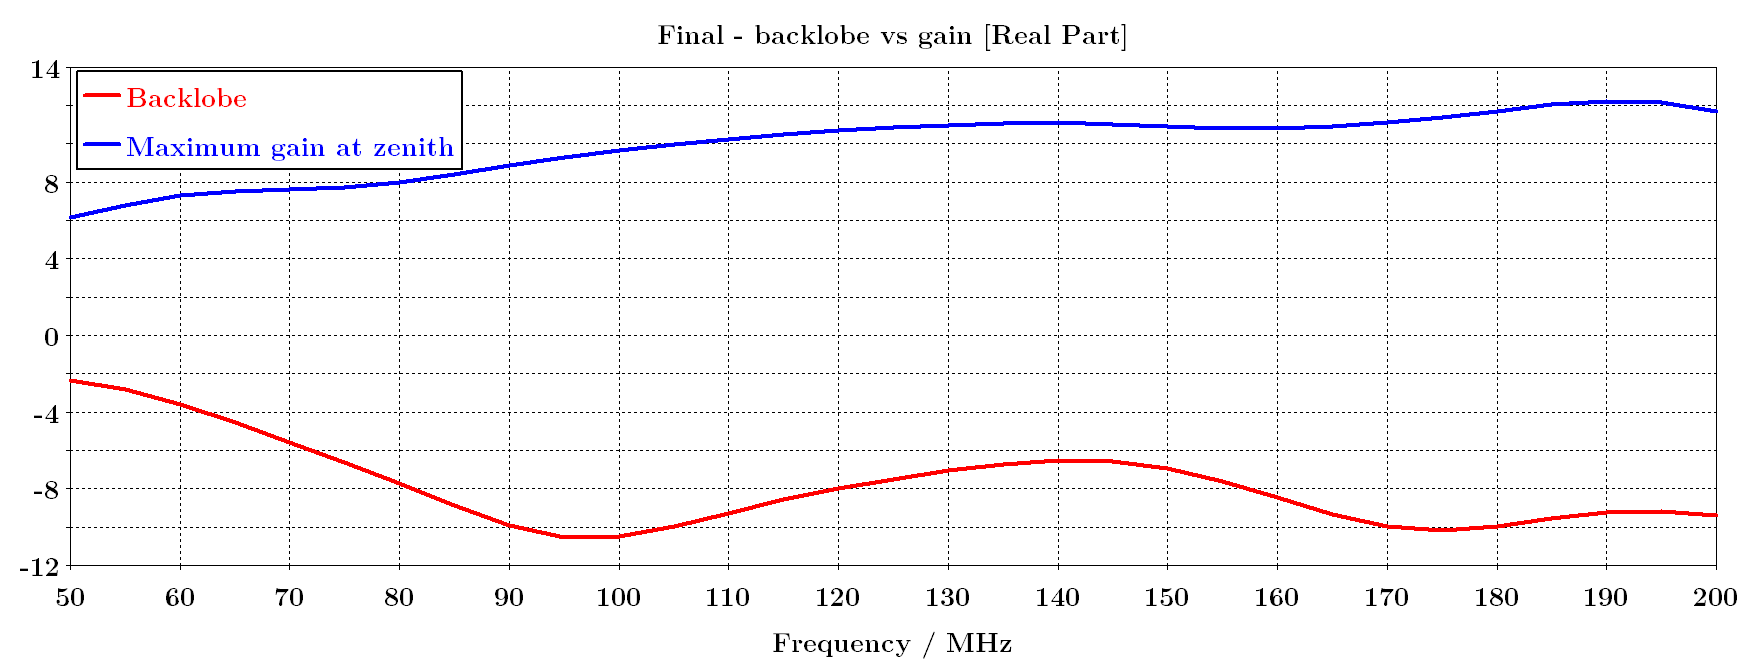 Final - backlobe vs gain [Real Part]
14
Backlobe
Maximum gain at zenith
8
4
0
-4
-8
-12
50 60 70 80 90 100 110 120 130 140 150 160 170 180 190 200
Frequency / MHz